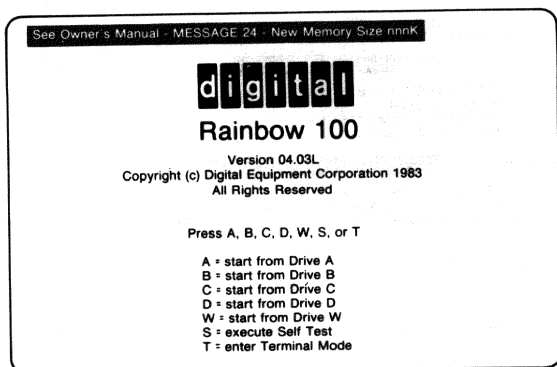 See Owner's Manual - MESSAGE 24 - New Memory Size nnnK
digital
Rainbow 100
Version 04.03L
Copyright (c) Digital Equipment Corporation 1983
All Rights Reserved
Press A, B, C, D, W, S, or T
A = start from Drive A
B = start from Drive B
C = start from Drive C
D = start from Drive D
W = start from Drive W
S = execute Self Test
T = enter Terminal Mode